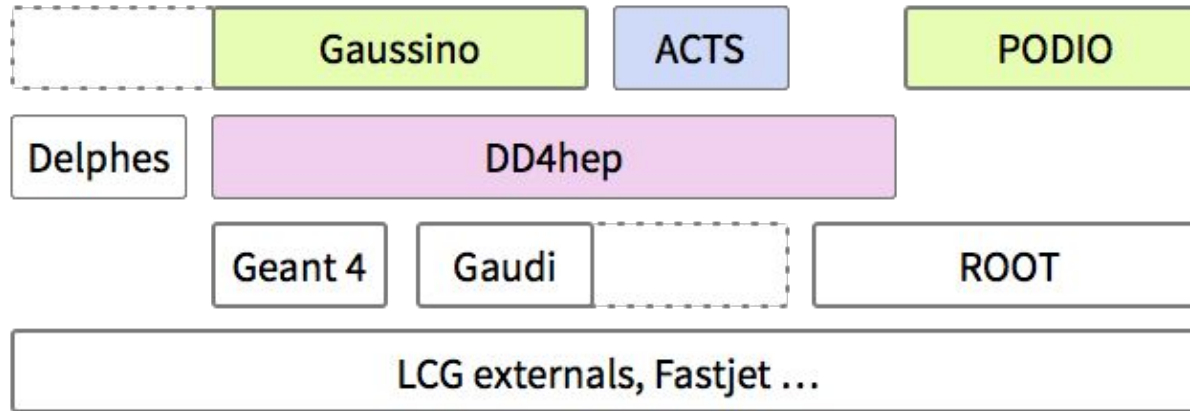 Gaussino ACTS PODIO
Delphes DD4hep
Geant 4 Gaudi ROOT
LCG externals, Fastjet …